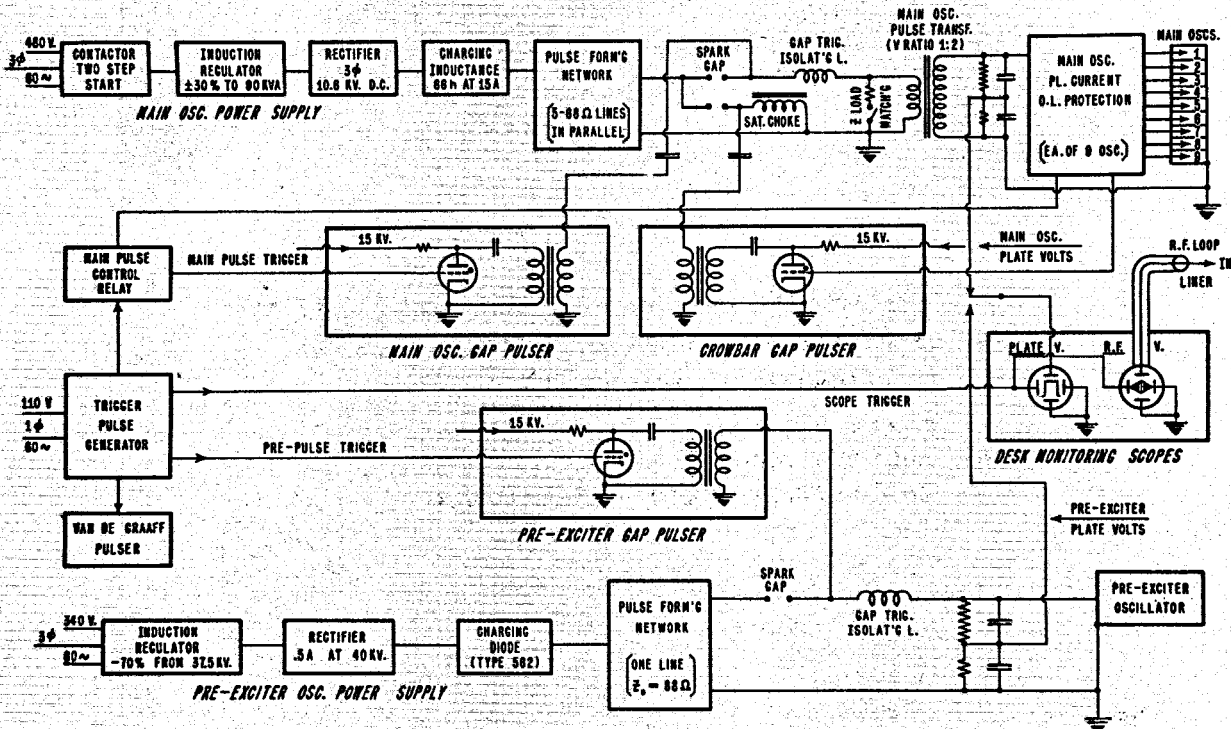 480 V.
3ϕ
60~
CONTACTOR
TWO STEP
START
INDUCTION
REGULATOR
±30% TO 90KVA
RECTIFIER
3ϕ
10.6 KV. D.C.
CHARGING
INDUCTANCE
66h AT 15A
PULSE FORM'G
NETWORK
(5-88Ω LINES
IN PARALLEL)
MAIN OSC. POWER SUPPLY
SPARK
GAP
GAP TRIG.
ISOLAT'G L.
SAT. CHOKE
Z LOAD
MATCH'G
MAIN OSC.
PULSE TRANSF.
(V RATIO 1:2)
MAIN OSC.
PL. CURRENT
O.L. PROTECTION
(EA. OF 9 OSC.)
MAIN OSCS.
1
2
3
4
5
6
7
8
9
MAIN PULSE
CONTROL
RELAY
MAIN PULSE TRIGGER
15 KV.
MAIN OSC. GAP PULSER
15 KV.
CROWBAR GAP PULSER
MAIN OSC.
PLATE VOLTS
R.F. LOOP
IN
LINER
PLATE V.
R.F. V.
DESK MONITORING SCOPES
110 V
1ϕ
60~
TRIGGER
PULSE
GENERATOR
SCOPE TRIGGER
PRE-PULSE TRIGGER
15 KV.
PRE-EXCITER GAP PULSER
VAN DE GRAAFF
PULSER
PRE-EXCITER
PLATE VOLTS
340 V.
3ϕ
60~
INDUCTION
REGULATOR
-70% FROM 37.5KV.
RECTIFIER
.5A AT 40KV.
CHARGING
DIODE
(TYPE 562)
PULSE FORM'G
NETWORK
(ONE LINE
Z₀ = 88Ω)
SPARK
GAP
GAP TRIG.
ISOLAT'G L.
PRE-EXCITER
OSCILLATOR
PRE-EXCITER OSC. POWER SUPPLY